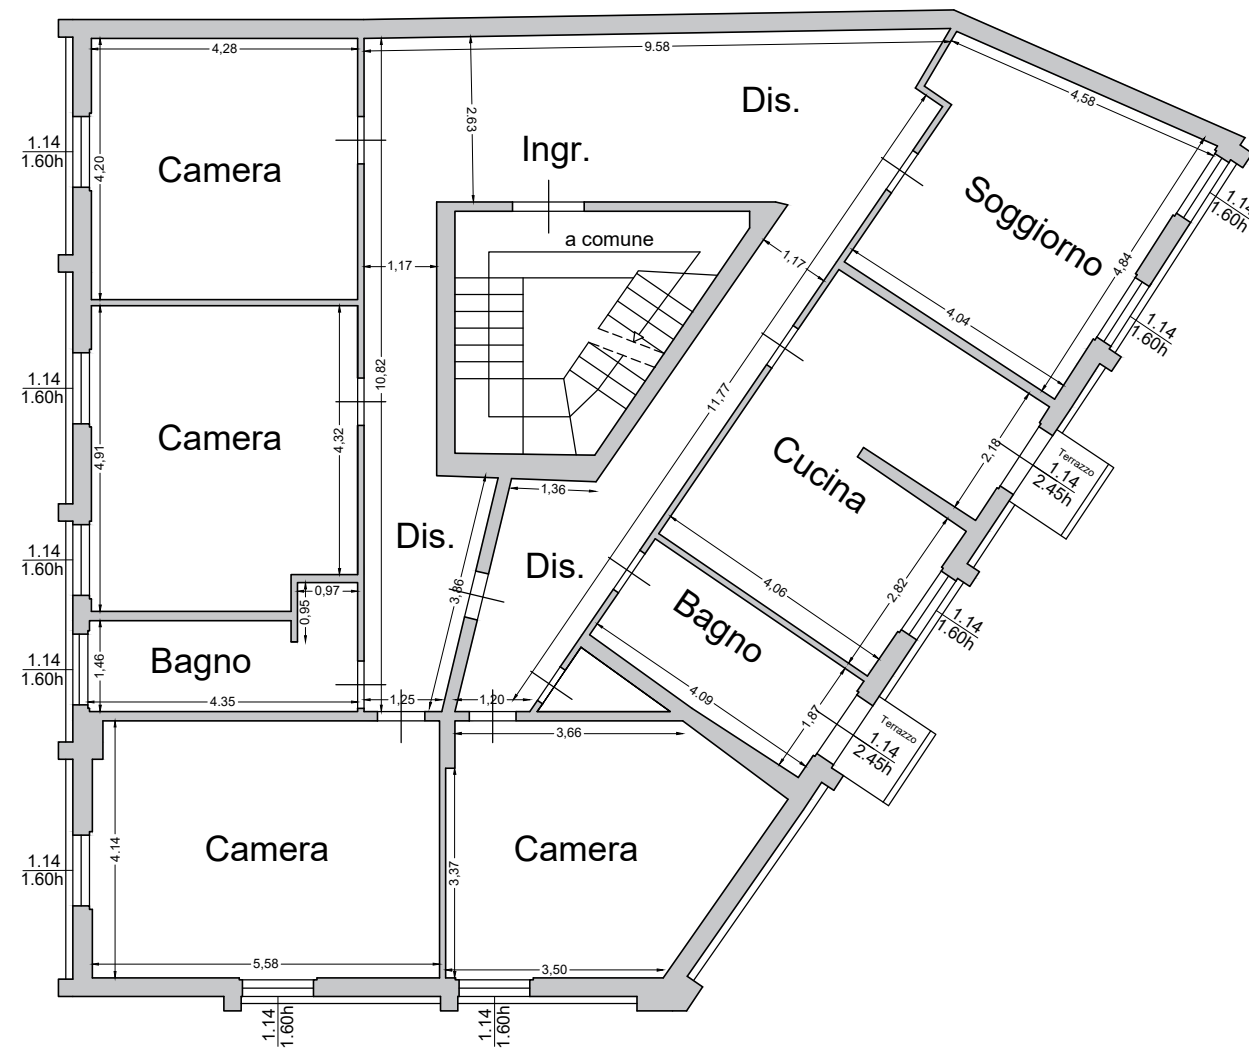 4,28
9.58
4,58
Dis.
2,63
Ingr.
1.14
1.60h
4,20
Camera
Soggiorno
1.14
1.60h
a comune
1,17
1,17
4,84
4,04
1.14
1.60h
1.14
1.60h
10,82
11,77
4,91
Camera
4,32
Cucina
2,18
Terrazzo
1.14
2.45h
1,36
Dis.
Dis.
1.14
1.60h
0,97
0,95
3,86
4,06
2,82
1.14
1.60h
Bagno
1.14
1.60h
1,46
Bagno
4.35
1,25
1,20
4.09
1,87
Terrazzo
1.14
2.45h
3,66
4.14
Camera
3,37
Camera
1.14
1.60h
5,58
3,50
1.14
1.60h
1.14
1.60h